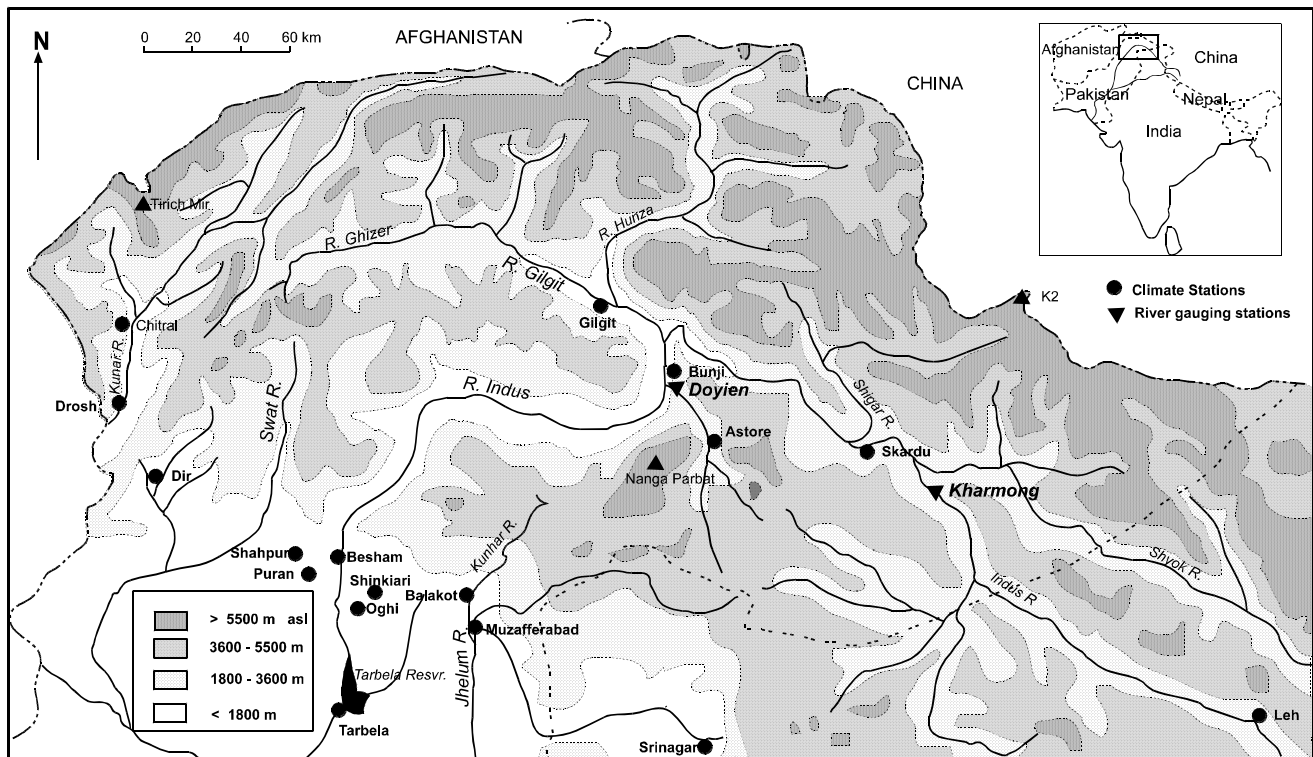 N
0 20 40 60 km
AFGHANISTAN
CHINA
Afghanistan
China
Pakistan
Nepal
India
Tirich Mir
R. Ghizer
R. Hunza
R. Gilgit
Gilgit
K2
Climate Stations
River gauging stations
Chitral
Kunar R.
Drosh
Swat R.
R. Indus
Bunji
Doyien
Shigar R.
Astore
Skardu
Dir
Nanga Parbat
Kharmong
Shahpur
Besham
Puran
Shinkiari
Oghi
Kunhar R.
Balakot
Muzafferabad
Shyok R.
Indus R
> 5500 m asl
3600 - 5500 m
1800 - 3600 m
< 1800 m
Jhelum R.
Tarbela Resvr.
Tarbela
Srinagar
Leh